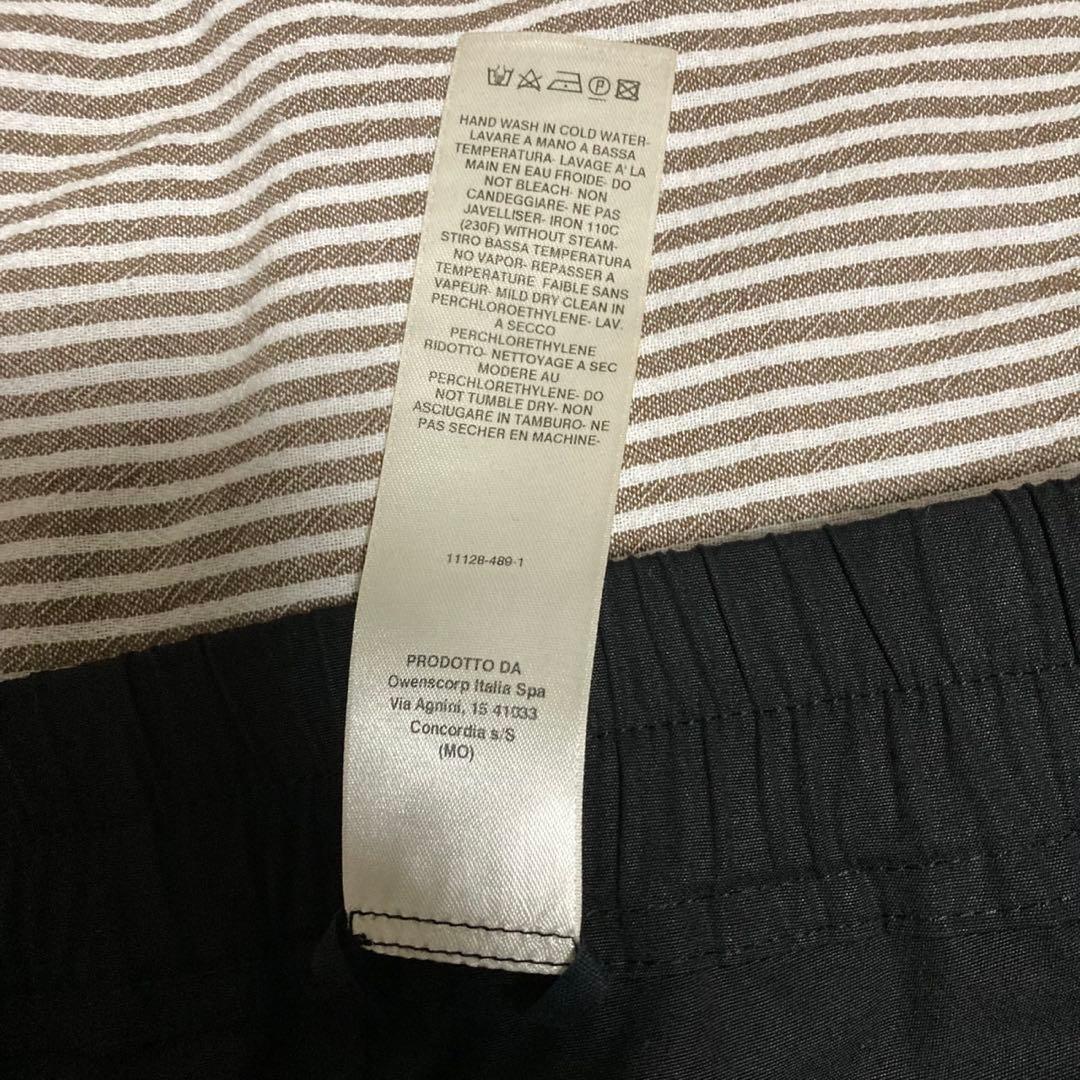 P
HAND WASH IN COLD WATER-
LAVARE A MANO A BASSA
TEMPERATURA- LAVAGE A' LA
MAIN EN EAU FROIDE- DO
NOT BLEACH- NON
CANDEGGIARE- NE PAS
JAVELLISER- IRON 110C
(230F) WITHOUT STEAM-
STIRO BASSA TEMPERATURA
NO VAPOR- REPASSER A
TEMPERATURE FAIBLE SANS
VAPEUR- MILD DRY CLEAN IN
PERCHLOROETHYLENE- LAV.
A SECCO
PERCHLORETHYLENE
RIDOTTO- NETTOYAGE A SEC
MODERE AU
PERCHLORETHYLENE- DO
NOT TUMBLE DRY- NON
ASCIUGARE IN TAMBURO- NE
PAS SECHER EN MACHINE-
11128-489-1
PRODOTTO DA
Owenscorp Italia Spa
Via Agnini, 15 41033
Concordia s/S
(MO)